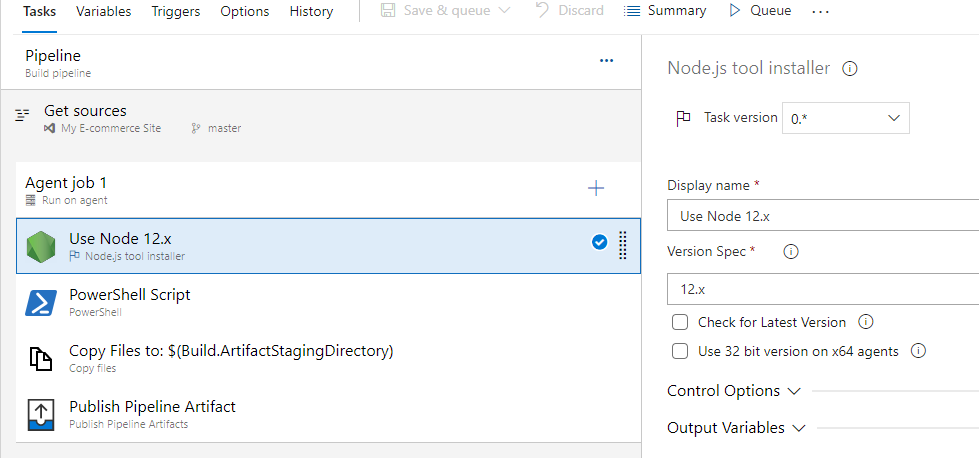 Tasks Variables Triggers Options History Save & queue Discard Summary Queue ...
Pipeline
Build pipeline
...
Get sources
My E-commerce Site master
Agent job 1
Run on agent
Use Node 12.x
Node.js tool installer
PowerShell Script
PowerShell
Copy Files to: $(Build.ArtifactStagingDirectory)
Copy files
Publish Pipeline Artifact
Publish Pipeline Artifacts
Node.js tool installer
Task version 0.*
Display name *
Use Node 12.x
Version Spec *
12.x
Check for Latest Version
Use 32 bit version on x64 agents
Control Options
Output Variables